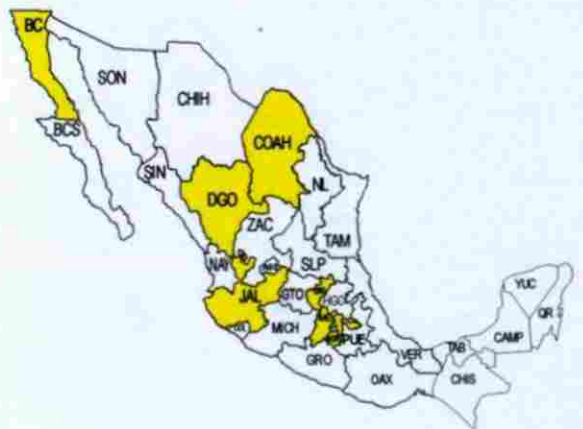 BC
SON
CHIH
COAH
BCS
SIN
NL
DGO
ZAC
TAM
NAY
SLP
YUC
JAL
GTO
HGO
QR
MICH
PUE
CAMP
VER
TAB
GRO
OAX
CHIS